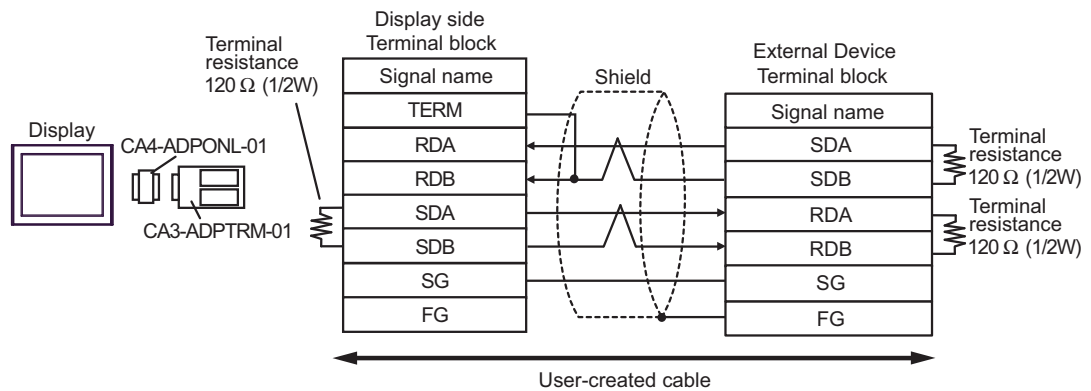 Display
CA4-ADPONL-01
CA3-ADPTRM-01
Terminal
resistance
120 Ω (1/2W)
Display side
Terminal block
Signal name
TERM
RDA
RDB
SDA
SDB
SG
FG
Shield
External Device
Terminal block
Signal name
SDA
SDB
RDA
RDB
SG
FG
Terminal
resistance
120 Ω (1/2W)
Terminal
resistance
120 Ω (1/2W)
User-created cable